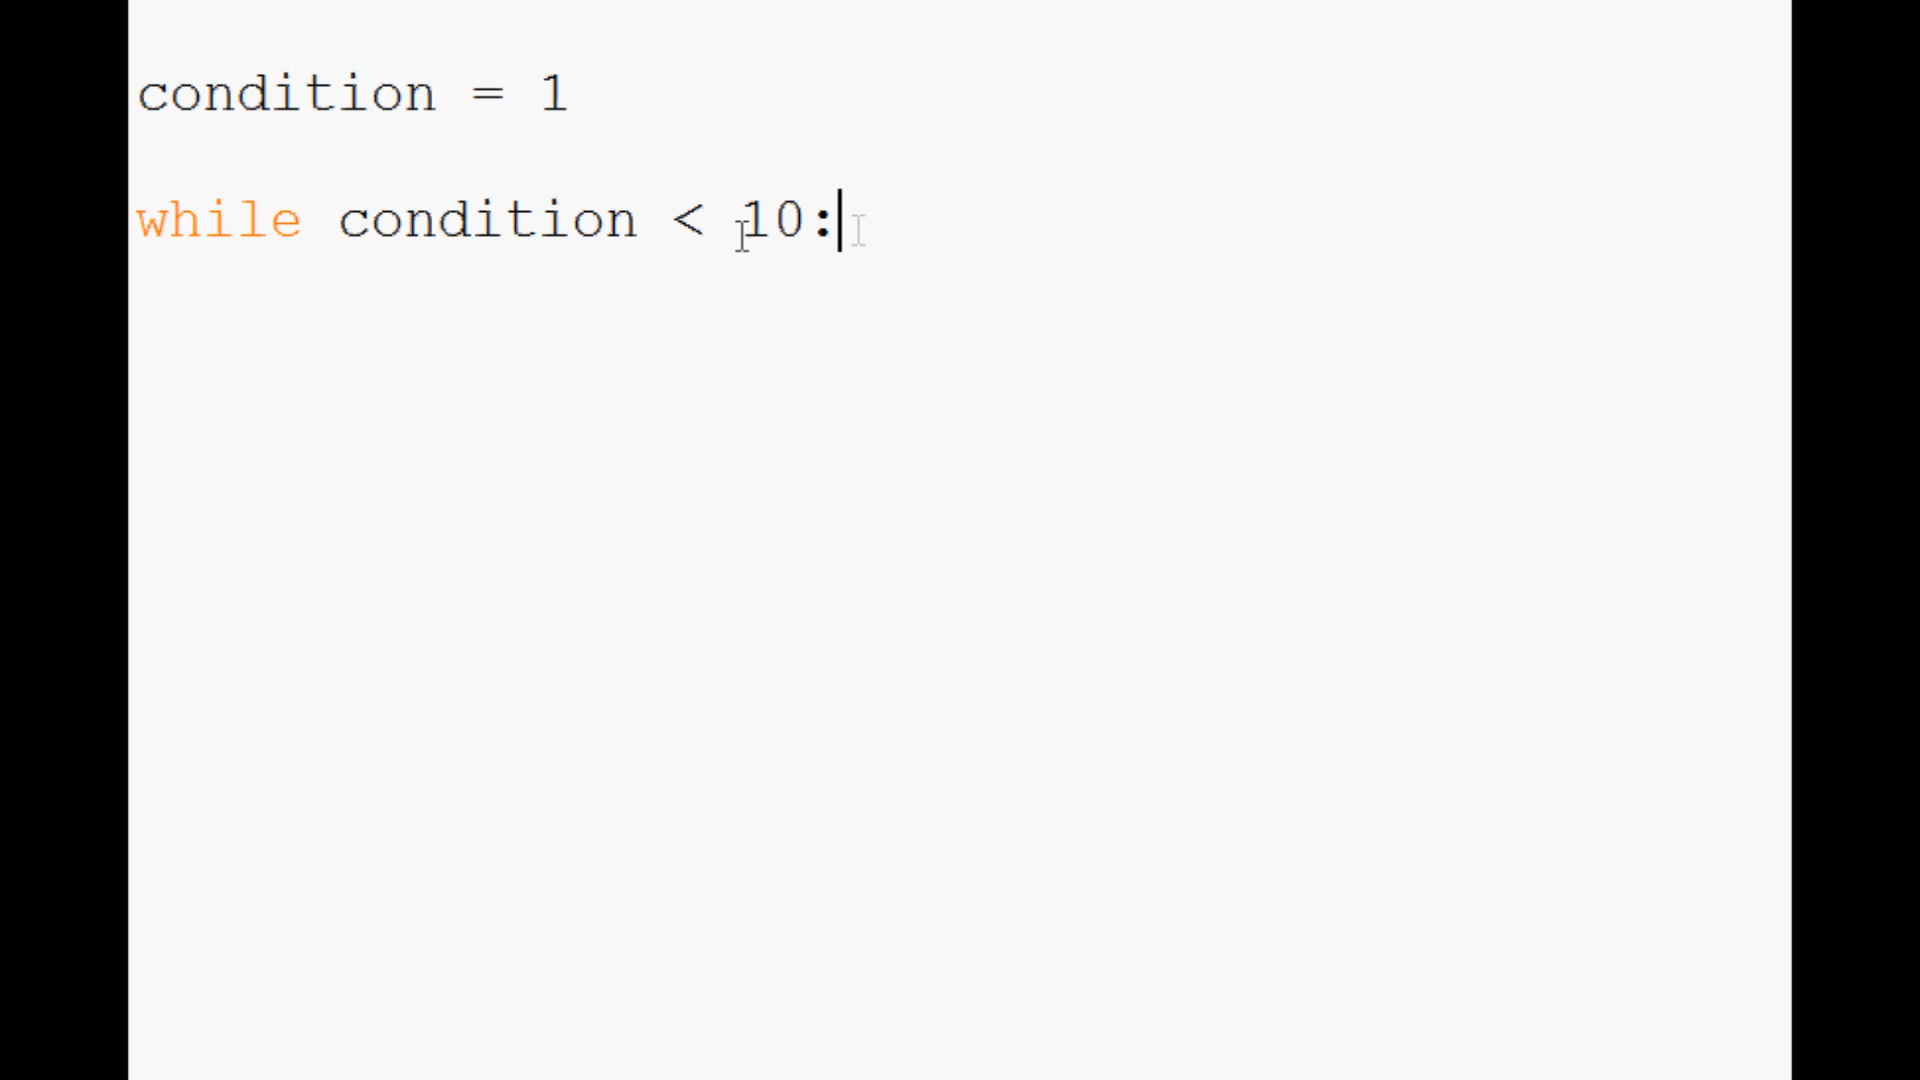 condition = 1
while condition < 10: